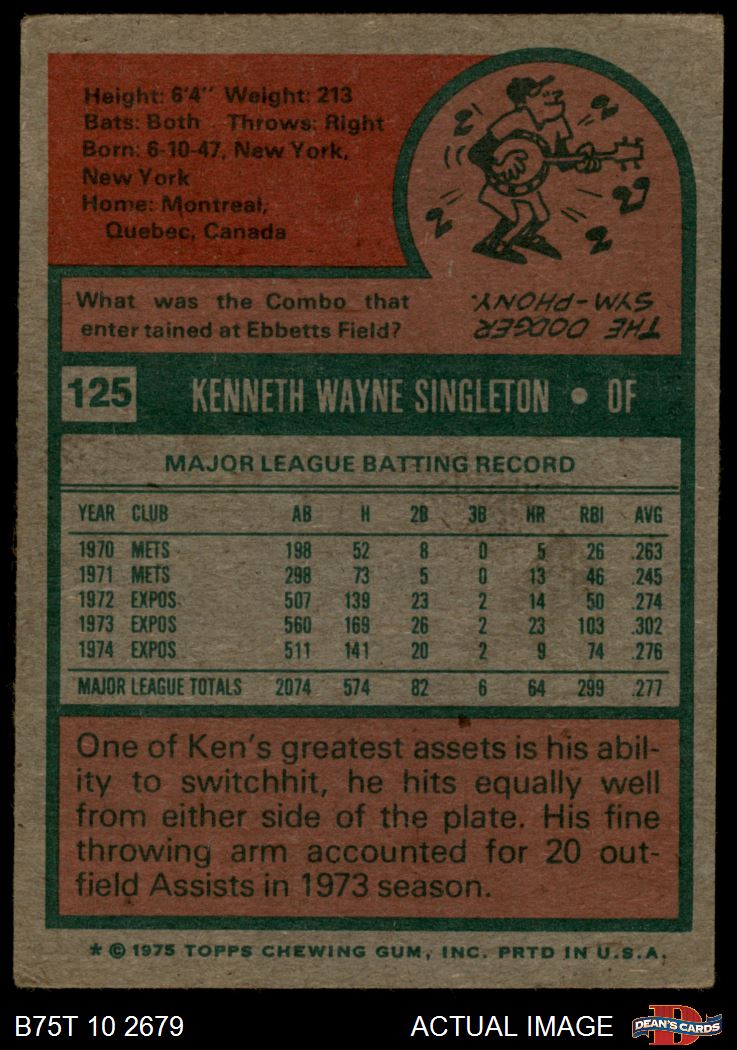 Height: 6'4" Weight: 213
Bats: Both . Throws: Right
Born: 6-10-47, New York,
New York
Home: Montreal,
Quebec, Canada
What was the Combo that
entertained at Ebbetts Field?
THE DODGER
SYM-PHONY.
125
KENNETH WAYNE SINGLETON • OF
MAJOR LEAGUE BATTING RECORD
YEAR CLUB AB H 2B 3B HR RBI AVG
1970 METS 198 52 8 0 5 26 .263
1971 METS 298 73 5 0 13 46 .245
1972 EXPOS 507 139 23 2 14 50 .274
1973 EXPOS 560 169 26 2 23 103 .302
1974 EXPOS 511 141 20 2 9 74 .276
MAJOR LEAGUE TOTALS 2074 574 82 6 64 299 .277
One of Ken's greatest assets is his abil-
ity to switchhit, he hits equally well
from either side of the plate. His fine
throwing arm accounted for 20 out-
field Assists in 1973 season.
* © 1975 TOPPS CHEWING GUM, INC. PRTD IN U.S.A.
B75T 10 2679
ACTUAL IMAGE
DEAN'S CARDS